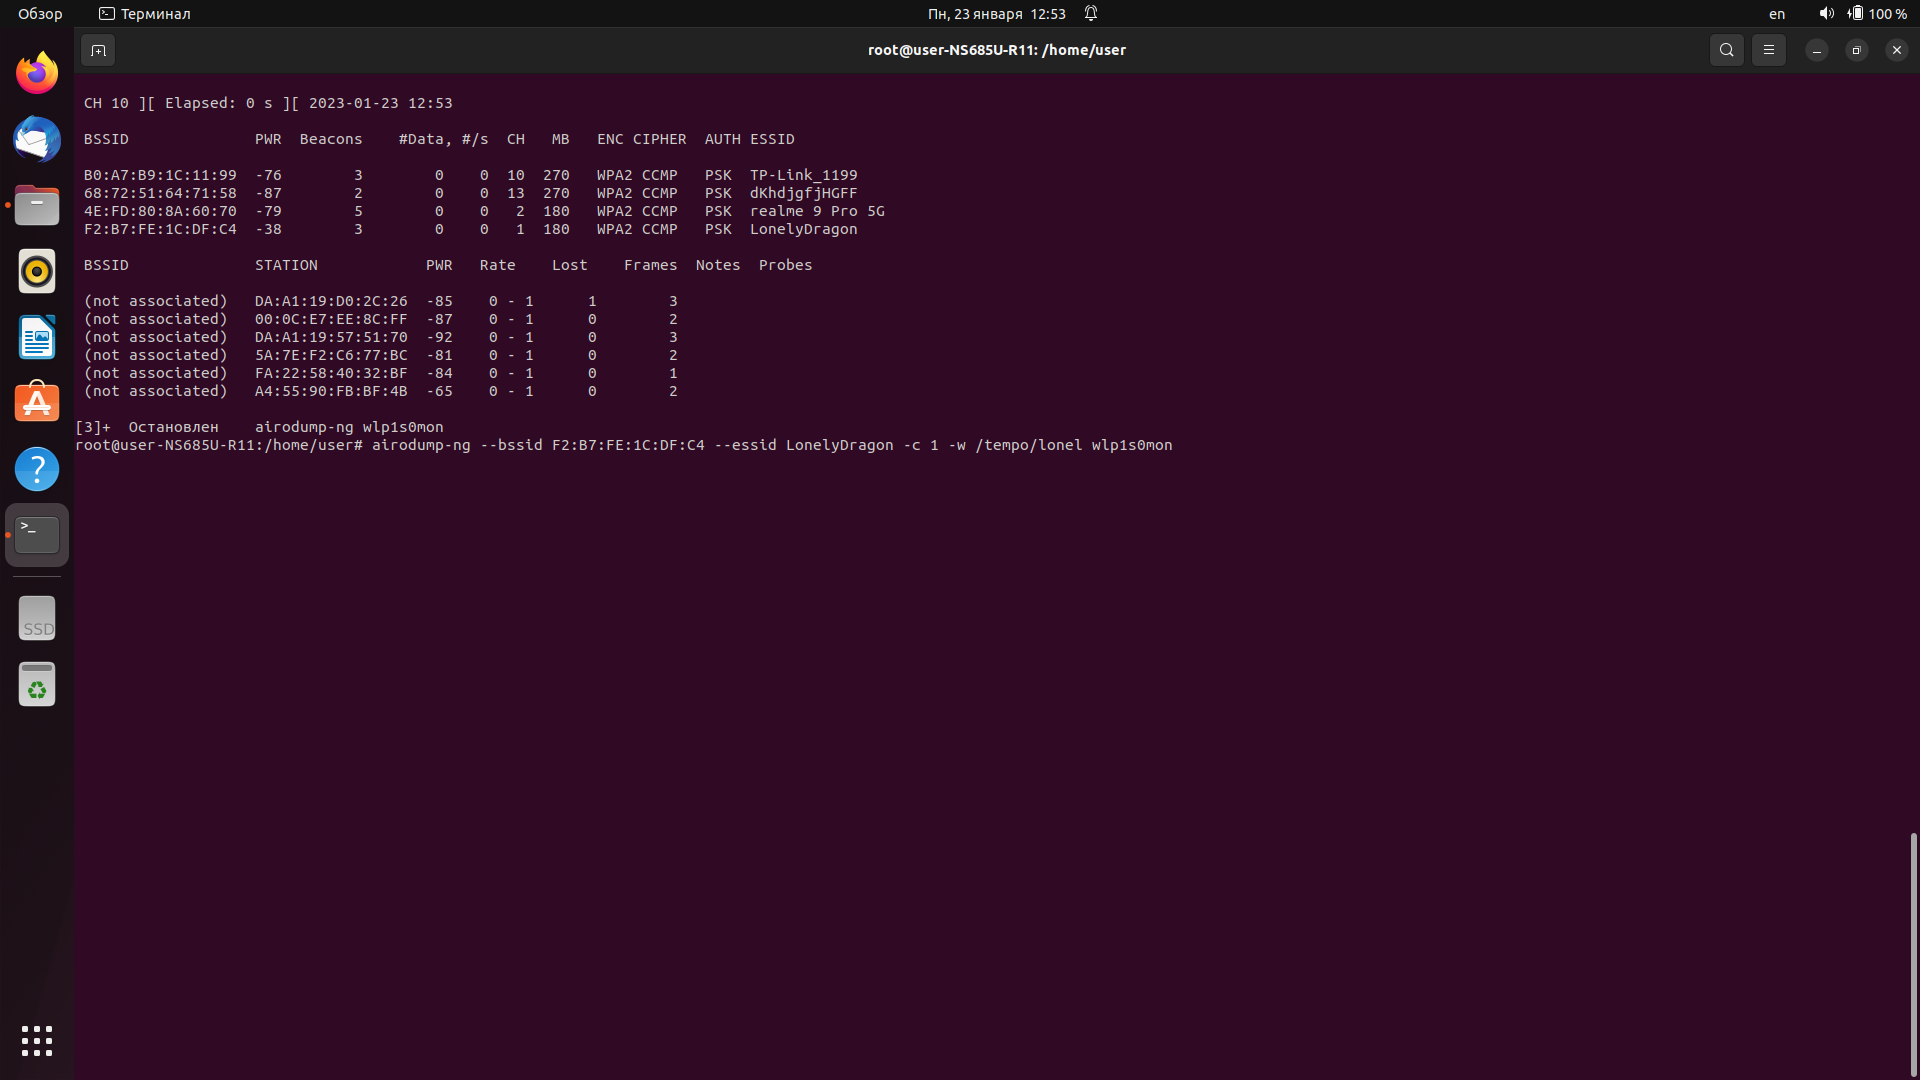 Обзор Терминал Пн, 23 января 12:53 en 100 %
root@user-NS685U-R11: /home/user
CH 10 ][ Elapsed: 0 s ][ 2023-01-23 12:53
BSSID PWR Beacons #Data, #/s CH MB ENC CIPHER AUTH ESSID
B0:A7:B9:1C:11:99 -76 3 0 0 10 270 WPA2 CCMP PSK TP-Link_1199
68:72:51:64:71:58 -87 2 0 0 13 270 WPA2 CCMP PSK dKhdjgfjHGFF
4E:FD:80:8A:60:70 -79 5 0 0 2 180 WPA2 CCMP PSK realme 9 Pro 5G
F2:B7:FE:1C:DF:C4 -38 3 0 0 1 180 WPA2 CCMP PSK LonelyDragon
BSSID STATION PWR Rate Lost Frames Notes Probes
(not associated) DA:A1:19:D0:2C:26 -85 0 - 1 1 3
(not associated) 00:0C:E7:EE:8C:FF -87 0 - 1 0 2
(not associated) DA:A1:19:57:51:70 -92 0 - 1 0 3
(not associated) 5A:7E:F2:C6:77:BC -81 0 - 1 0 2
(not associated) FA:22:58:40:32:BF -84 0 - 1 0 1
(not associated) A4:55:90:FB:BF:4B -65 0 - 1 0 2
[3]+ Остановлен airodump-ng wlp1s0mon
root@user-NS685U-R11:/home/user# airodump-ng --bssid F2:B7:FE:1C:DF:C4 --essid LonelyDragon -c 1 -w /tempo/lonel wlp1s0mon
>_
SSD